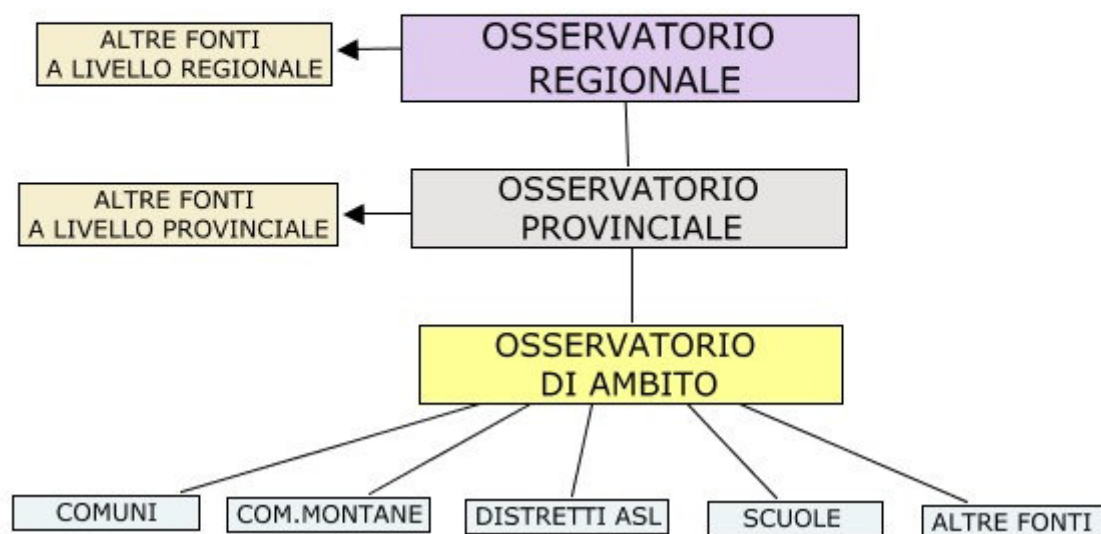 ALTRE FONTI
A LIVELLO REGIONALE
OSSERVATORIO
REGIONALE
ALTRE FONTI
A LIVELLO PROVINCIALE
OSSERVATORIO
PROVINCIALE
OSSERVATORIO
DI AMBITO
COMUNI
COM.MONTANE
DISTRETTI ASL
SCUOLE
ALTRE FONTI